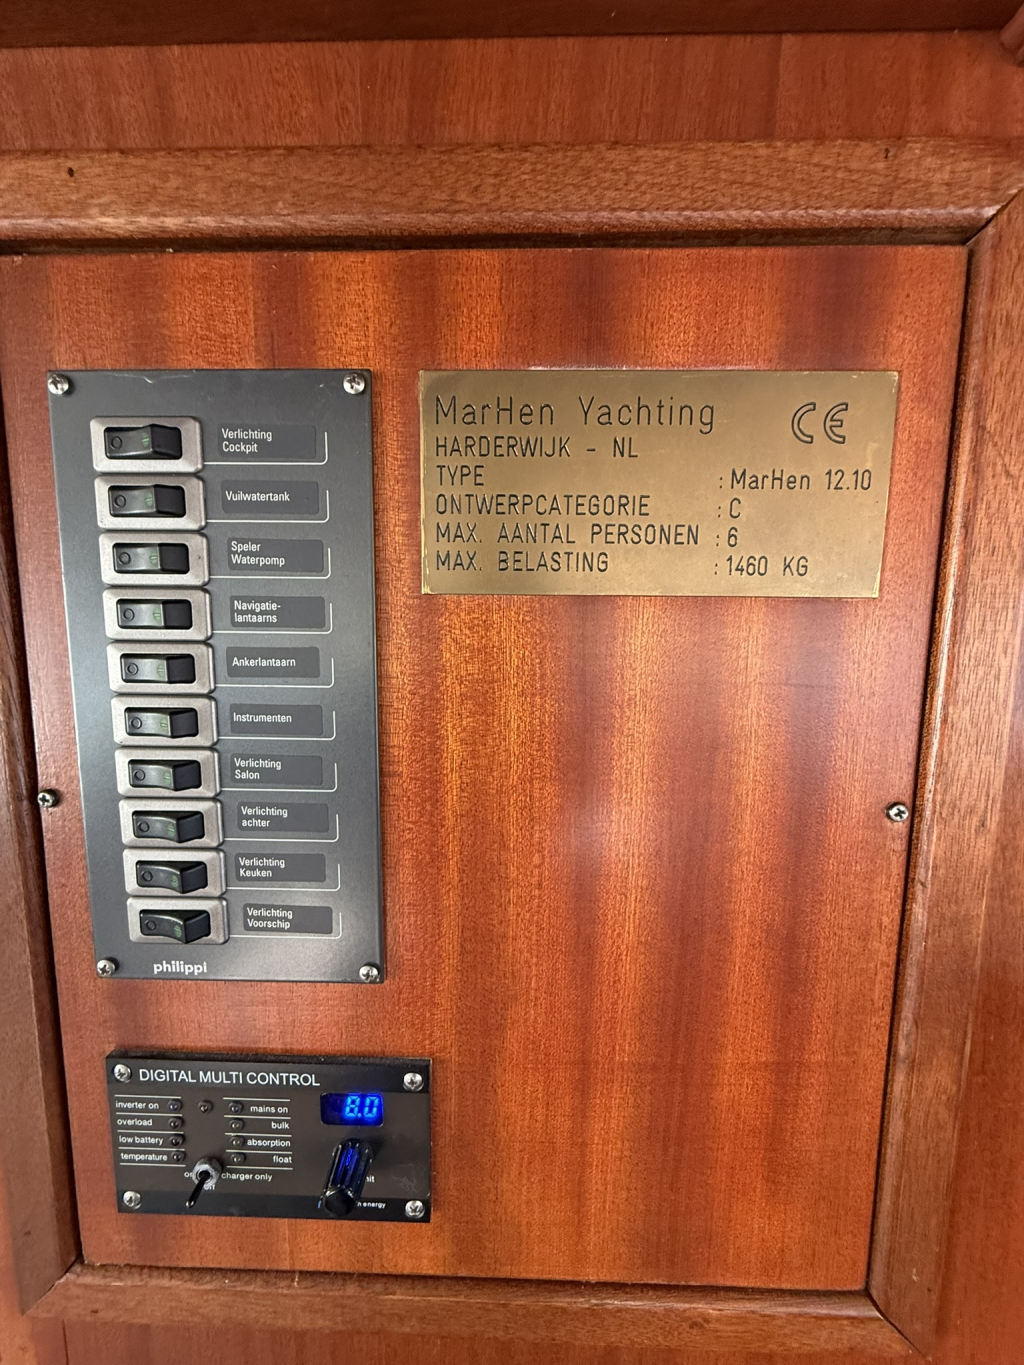 Verlichting
Cockpit
Vuilwatertank
Speler
Waterpomp
Navigatie-
lantaarns
Ankerlantaarn
Instrumenten
Verlichting
Salon
Verlichting
achter
Verlichting
Keuken
Verlichting
Voorschip
philippi
MarHen Yachting CE
HARDERWIJK - NL
TYPE : MarHen 12.10
ONTWERPCATEGORIE : C
MAX. AANTAL PERSONEN : 6
MAX. BELASTING : 1460 KG
DIGITAL MULTI CONTROL
8.0
inverter on mains on
overload bulk
low battery absorption
temperature float
charger only
energy